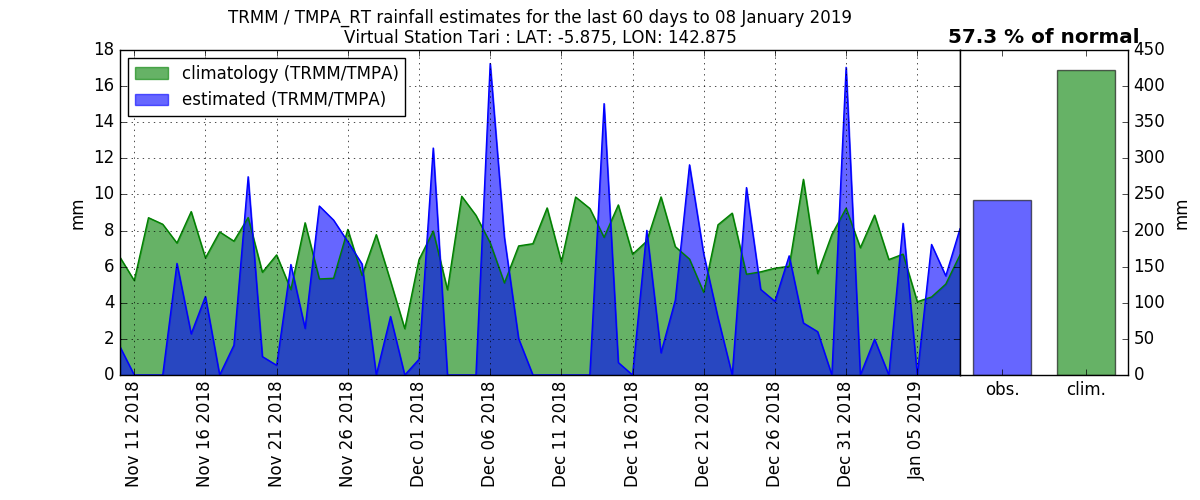 TRMM / TMPA_RT rainfall estimates for the last 60 days to 08 January 2019
Virtual Station Tari : LAT: -5.875, LON: 142.875
57.3 % of normal
climatology (TRMM/TMPA)
estimated (TRMM/TMPA)
mm
18
16
14
12
10
8
6
4
2
0
Nov 11 2018
Nov 16 2018
Nov 21 2018
Nov 26 2018
Dec 01 2018
Dec 06 2018
Dec 11 2018
Dec 16 2018
Dec 21 2018
Dec 26 2018
Dec 31 2018
Jan 05 2019
obs.
clim.
450
400
350
300
250
200
150
100
50
0
mm